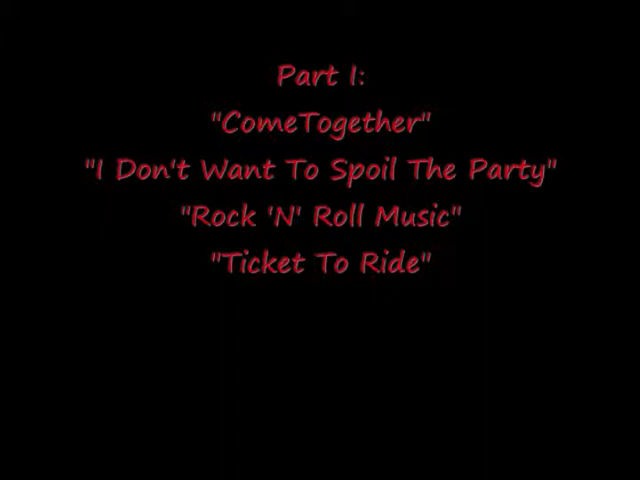 Part I:
"ComeTogether"
"I Don't Want To Spoil The Party"
"Rock 'N' Roll Music"
"Ticket To Ride"